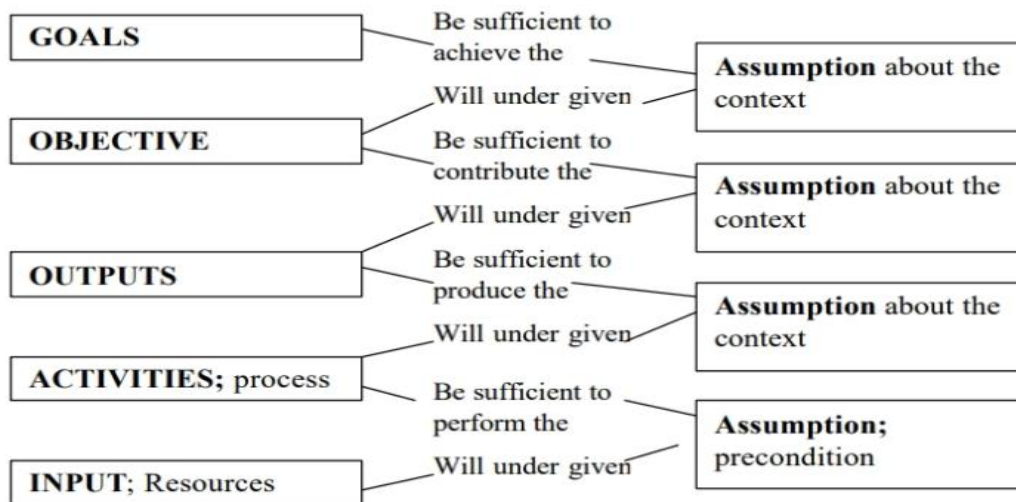 GOALS
Be sufficient to
achieve the
Assumption about the
context
Will under given
OBJECTIVE
Be sufficient to
contribute the
Assumption about the
context
Will under given
OUTPUTS
Be sufficient to
produce the
Assumption about the
context
Will under given
ACTIVITIES; process
Be sufficient to
perform the
Assumption;
precondition
Will under given
INPUT; Resources